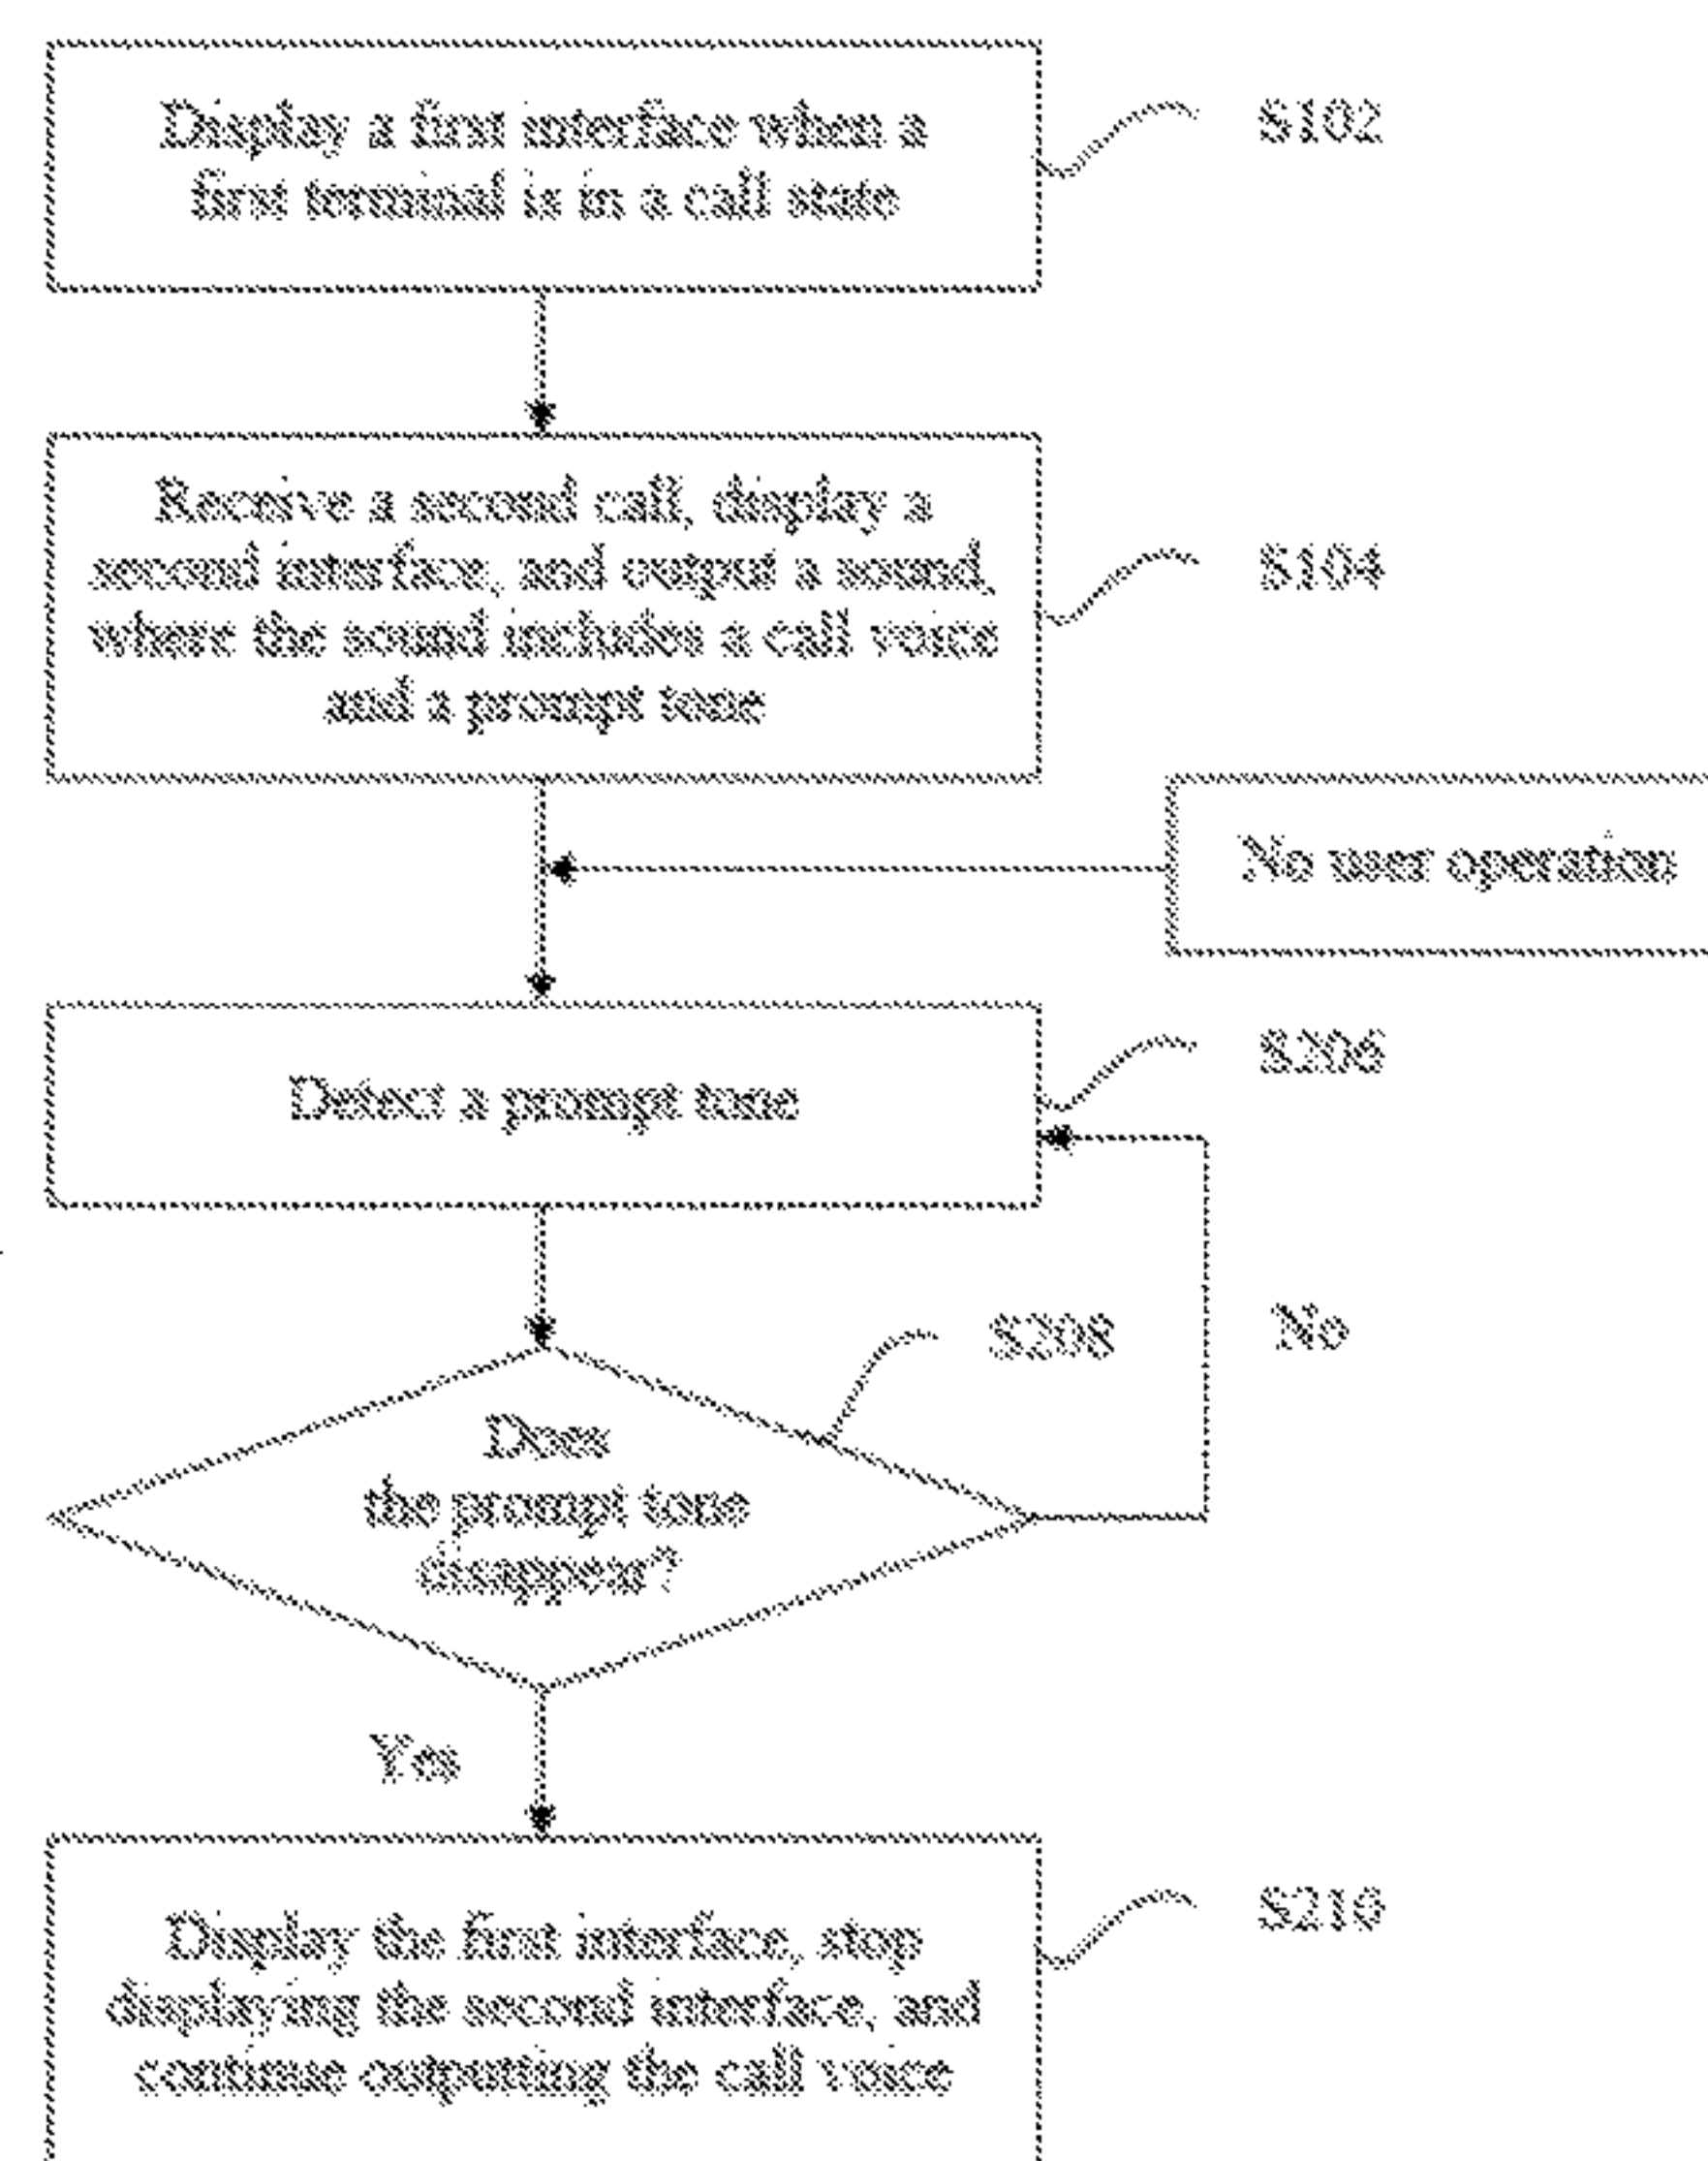 Display a first interface when a
first terminal is in a call state
S102
Receive a second call, display a
second interface, and output a sound,
where the sound includes a call voice
and a prompt tone
S104
No user operation
Detect a prompt tone
S206
Does
the prompt tone
disappear?
S208
No
Yes
Display the first interface, stop
displaying the second interface, and
continue outputting the call voice
S210